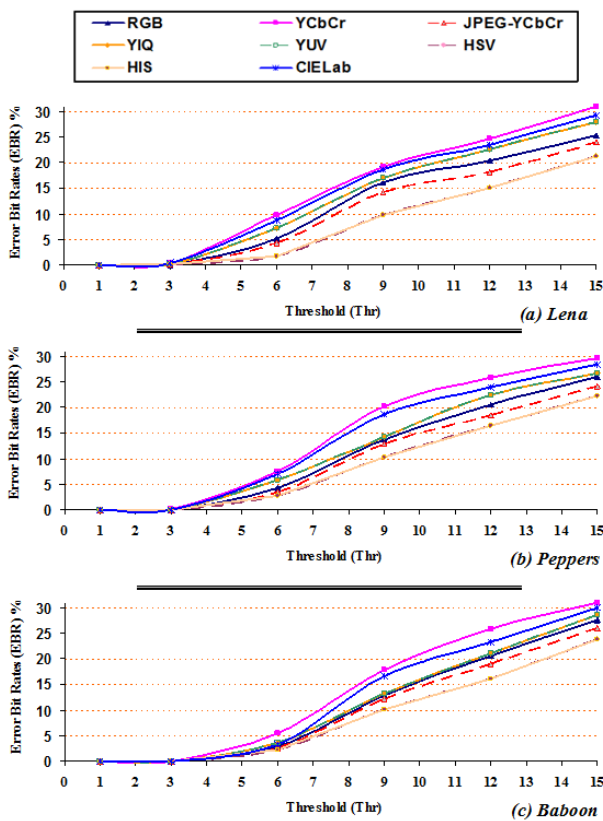 RGB YCbCr JPEG-YCbCr
YIQ YUV HSV
HIS CIELab
Error Bit Rates (EBR) %
30
25
20
15
10
5
0
0 1 2 3 4 5 6 7 8 9 10 11 12 13 14 15
Threshold (Thr)
(a) Lena
Error Bit Rates (EBR) %
30
25
20
15
10
5
0
0 1 2 3 4 5 6 7 8 9 10 11 12 13 14 15
Threshold (Thr)
(b) Peppers
Error Bit Rates (EBR) %
30
25
20
15
10
5
0
0 1 2 3 4 5 6 7 8 9 10 11 12 13 14 15
Threshold (Thr)
(c) Baboon